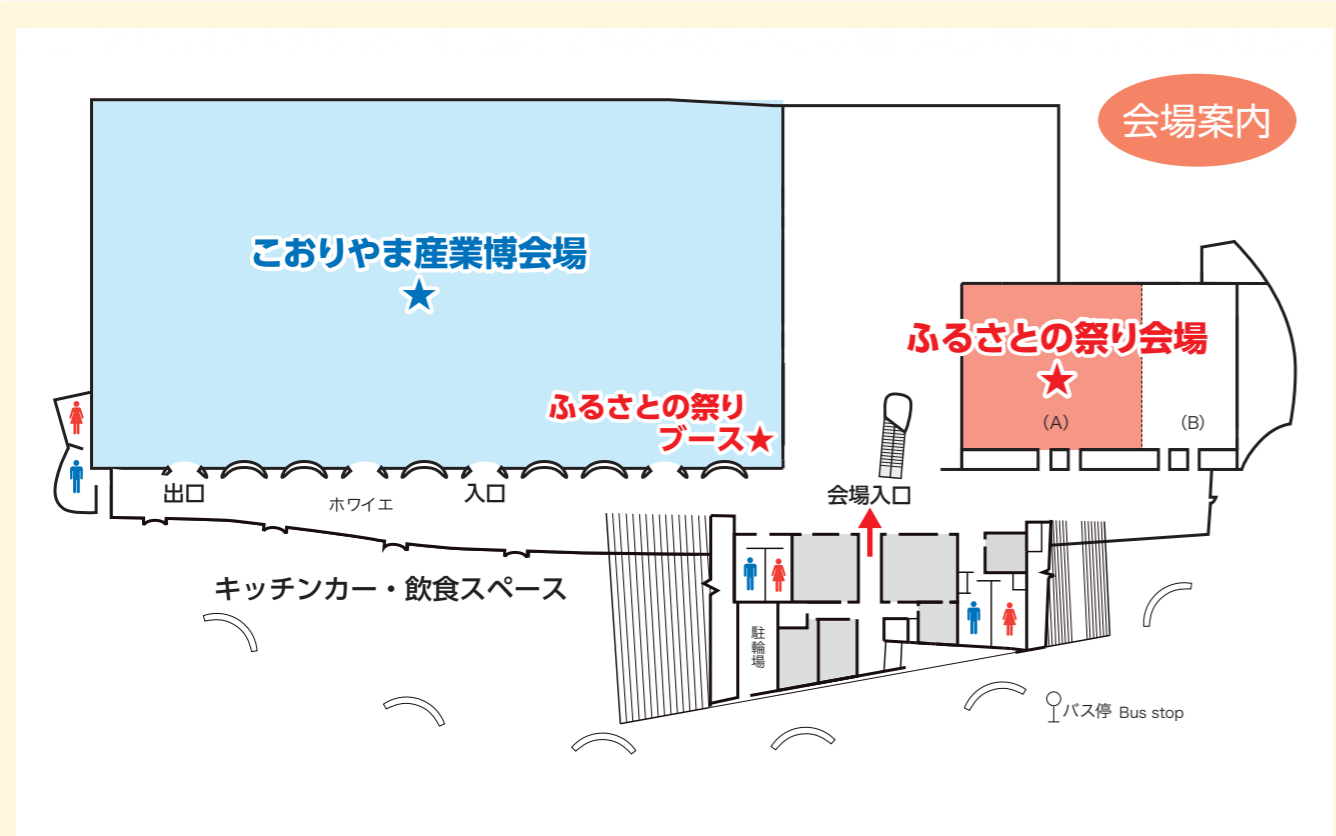 会場案内
こおりやま産業博会場
★
ふるさとの祭り会場
★
(A)
(B)
ふるさとの祭り
ブース★
出口
ホワイエ
入口
会場入口
キッチンカー・飲食スペース
駐輪場
バス停 Bus stop